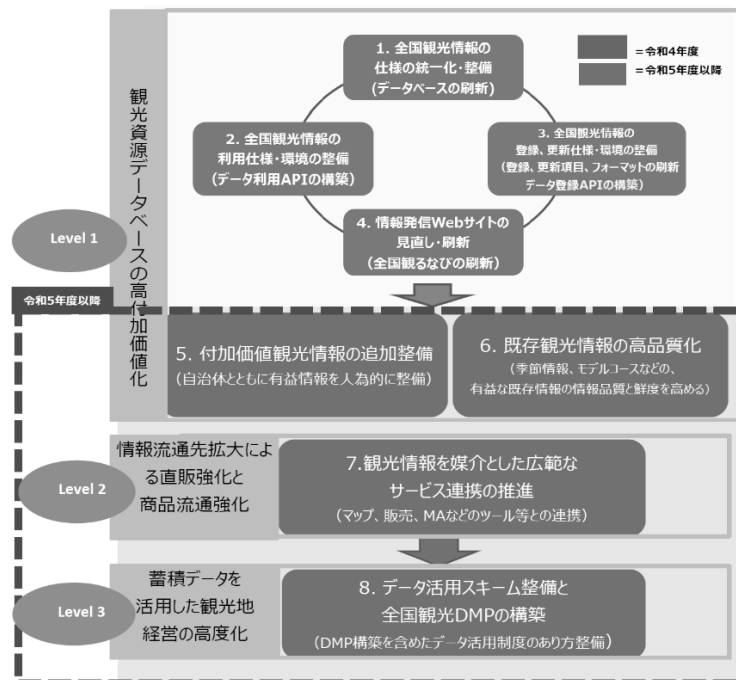 1. 全国観光情報の
仕様の統一化・整備
(データベースの刷新)
=令和4年度
=令和5年度以降
2. 全国観光情報の
利用仕様・環境の整備
(データ利用APIの構築)
3. 全国観光情報の
登録、更新仕様・環境の整備
(登録、更新項目、フォーマットの刷新
データ登録APIの構築)
4. 情報発信Webサイトの
見直し・刷新
(全国観るなびの刷新)
Level 1
観光資源データベースの高付加価値化
令和5年度以降
5. 付加価値観光情報の追加整備
(自治体とともに有益情報を人為的に整備)
6. 既存観光情報の高品質化
(季節情報、モデルコースなどの、
有益な既存情報の情報品質と鮮度を高める)
Level 2
情報流通先拡大によ
る直販強化と
商品流通強化
7.観光情報を媒介とした広範な
サービス連携の推進
(マップ、販売、MAなどのツール等との連携)
Level 3
蓄積データを
活用した観光地
経営の高度化
8. データ活用スキーム整備と
全国観光DMPの構築
(DMP構築を含めたデータ活用制度のあり方整備)